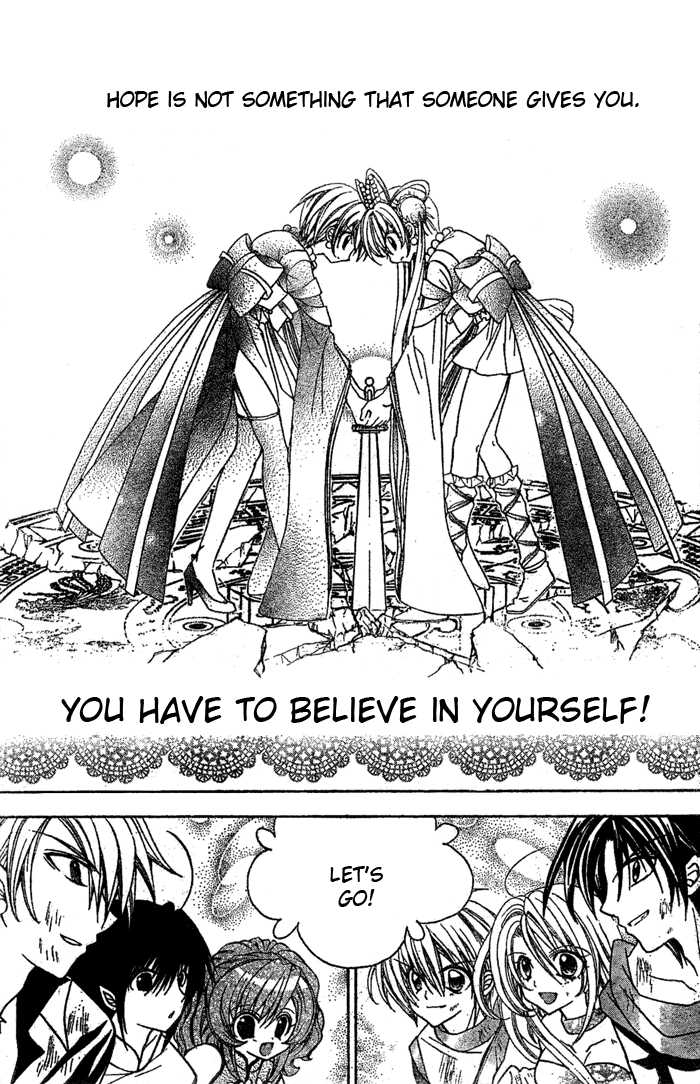 HOPE IS NOT SOMETHING THAT SOMEONE GIVES YOU.
YOU HAVE TO BELIEVE IN YOURSELF!
LET'S
GO!